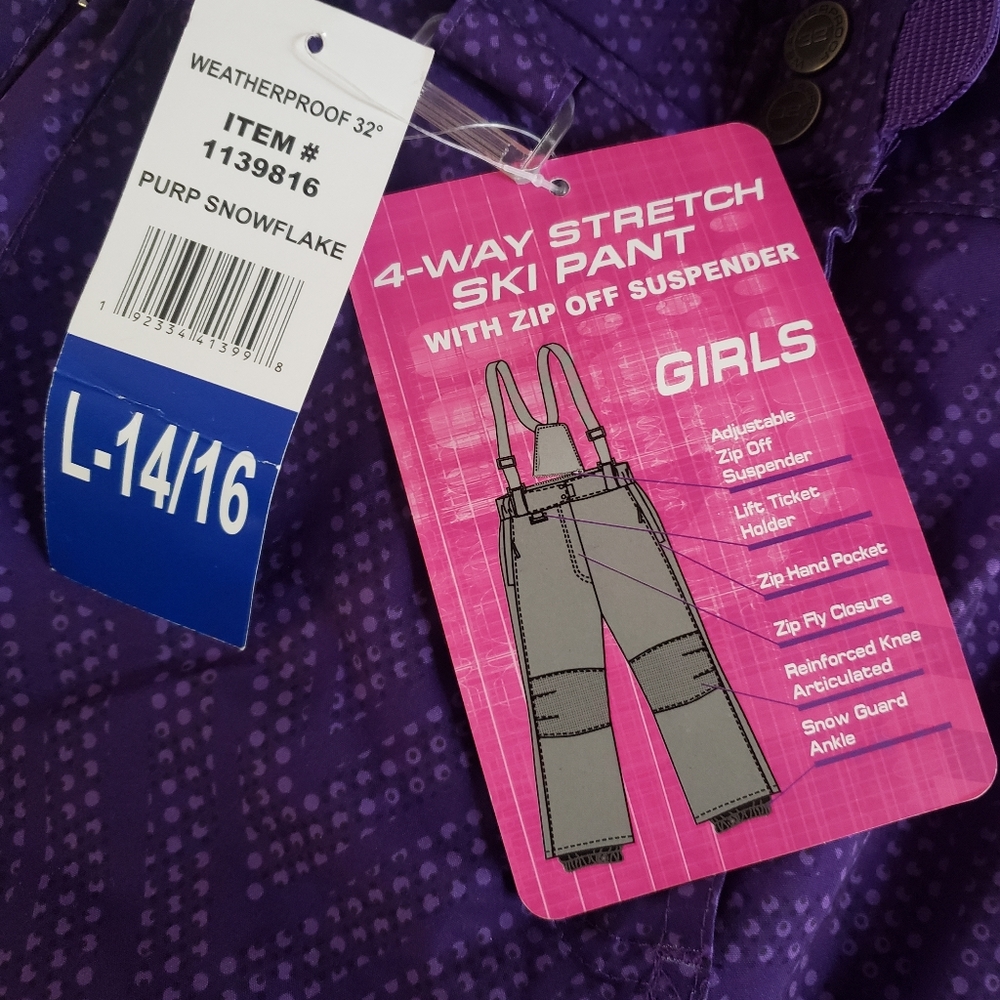 WEATHERPROOF 32°
ITEM #
1139816
PURP SNOWFLAKE
1 92334 41399 8
L-14/16
4-WAY STRETCH
SKI PANT
WITH ZIP OFF SUSPENDER
GIRLS
Adjustable
Zip Off
Suspender
Lift Ticket
Holder
Zip Hand Pocket
Zip Fly Closure
Reinforced Knee
Articulated
Snow Guard
Ankle